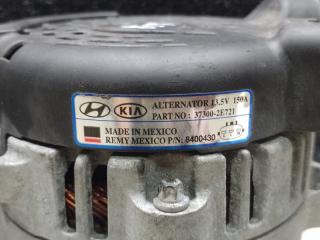 KIA ALTERNATOR 13.5V 150A
PART NO : 37300-2E721
MADE IN MEXICO
REMY MEXICO P/N: 8400430